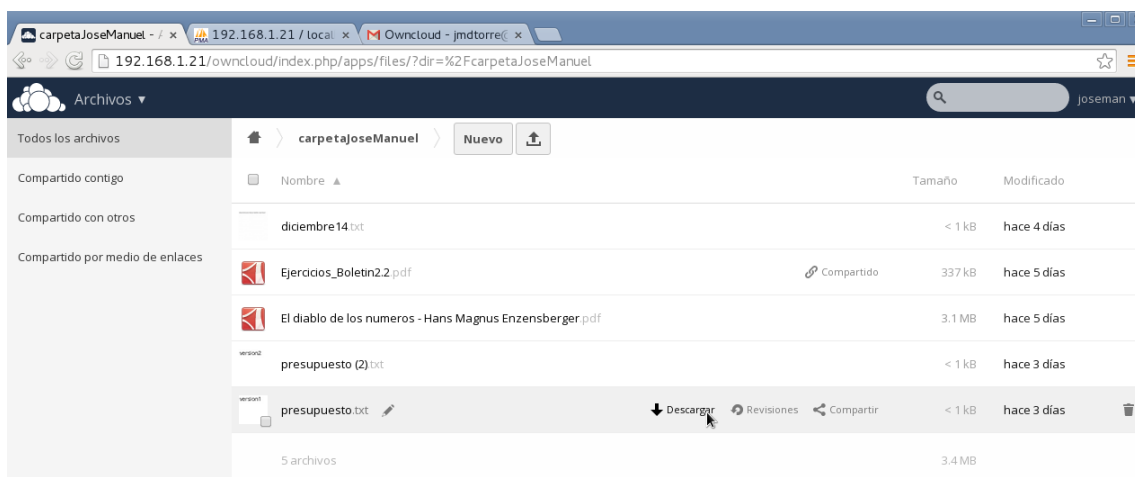 carpetaJoseManuel - A
192.168.1.21 / local
Owncloud - jmdtorre@
192.168.1.21/owncloud/index.php/apps/files/?dir=%2FcarpetaJoseManuel
Archivos ▾
joseman ▾
Todos los archivos
Compartido contigo
Compartido con otros
Compartido por medio de enlaces
carpetaJoseManuel
Nuevo
Nombre ▲ Tamaño Modificado
diciembre14.txt < 1 kB hace 4 días
Ejercicios_Boletin2.2.pdf Compartido 337 kB hace 5 días
El diablo de los numeros - Hans Magnus Enzensberger.pdf 3.1 MB hace 5 días
version2
presupuesto (2).txt < 1 kB hace 3 días
version1
presupuesto.txt Descargar Revisiones Compartir < 1 kB hace 3 días
5 archivos 3.4 MB